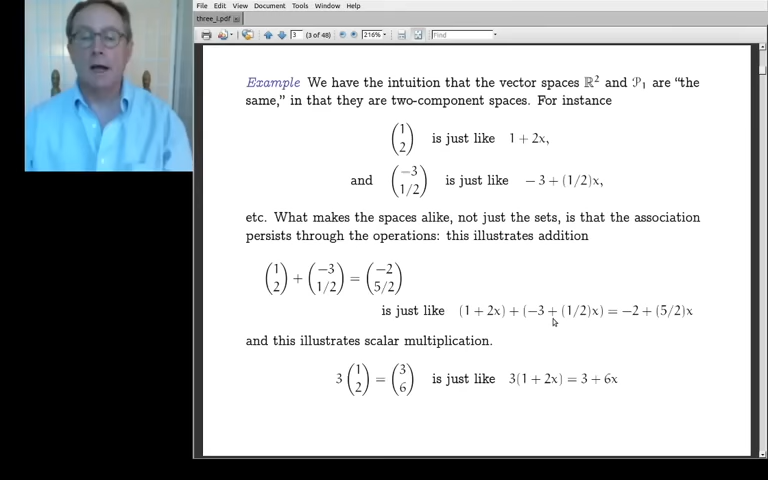 File Edit View Document Tools Window Help
three_i.pdf
3 (3 of 48) 216% Find
Example We have the intuition that the vector spaces ℝ² and 𝒫₁ are “the
same,” in that they are two-component spaces. For instance
(1 2) is just like 1 + 2x,
and (−3 1/2) is just like −3 + (1/2)x,
etc. What makes the spaces alike, not just the sets, is that the association
persists through the operations: this illustrates addition
(1 2) + (−3 1/2) = (−2 5/2)
is just like (1 + 2x) + (−3 + (1/2)x) = −2 + (5/2)x
and this illustrates scalar multiplication.
3 (1 2) = (3 6) is just like 3(1 + 2x) = 3 + 6x